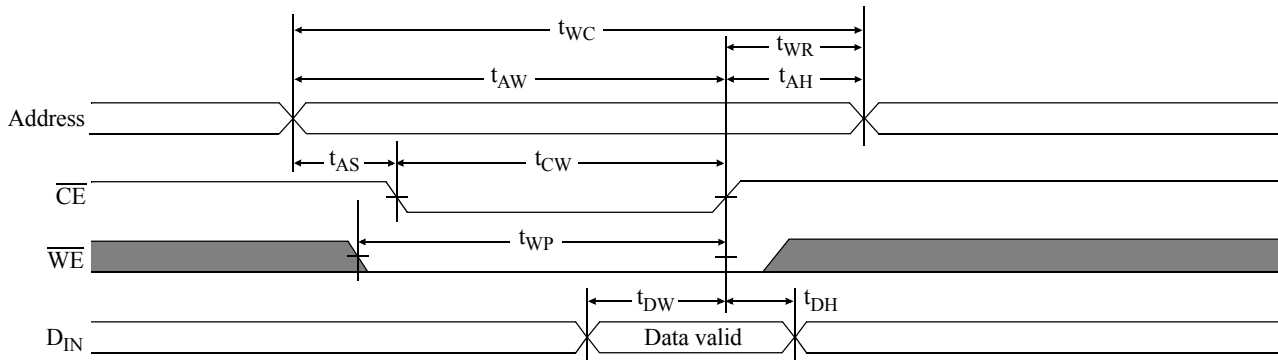 tWC
tWR
tAW tAH
Address
tAS tCW
CE
tWP
WE
tDW tDH
DIN Data valid